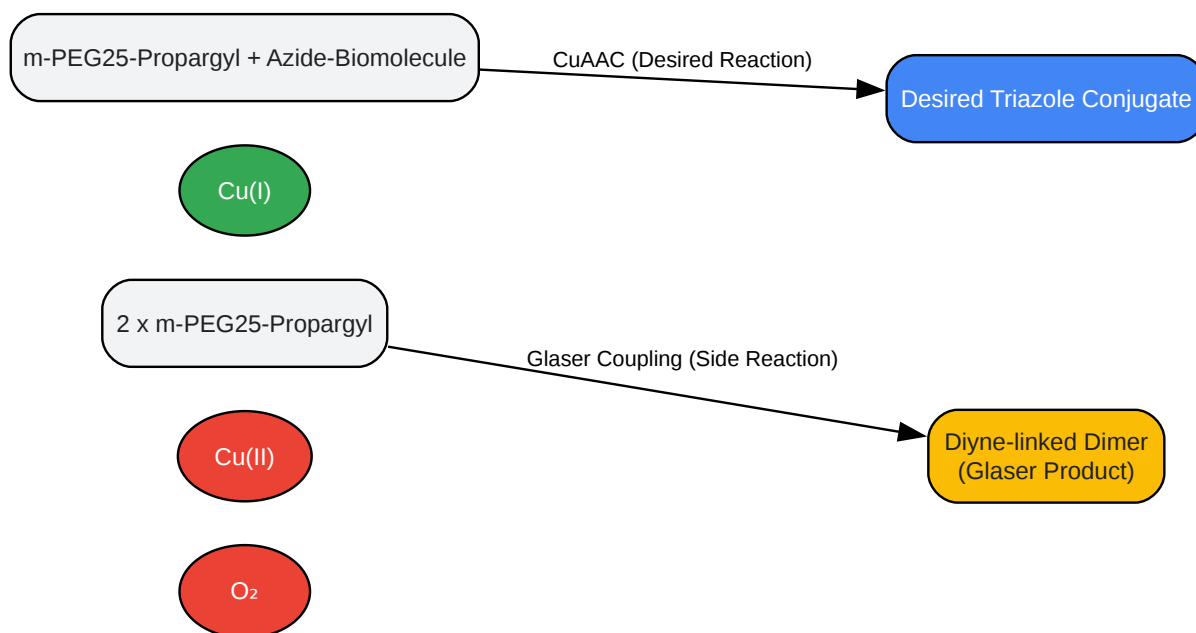 m-PEG25-Propargyl + Azide-Biomolecule
CuAAC (Desired Reaction)
Desired Triazole Conjugate
Cu(I)
2 x m-PEG25-Propargyl
Glaser Coupling (Side Reaction)
Diyne-linked Dimer
(Glaser Product)
Cu(II)
O₂